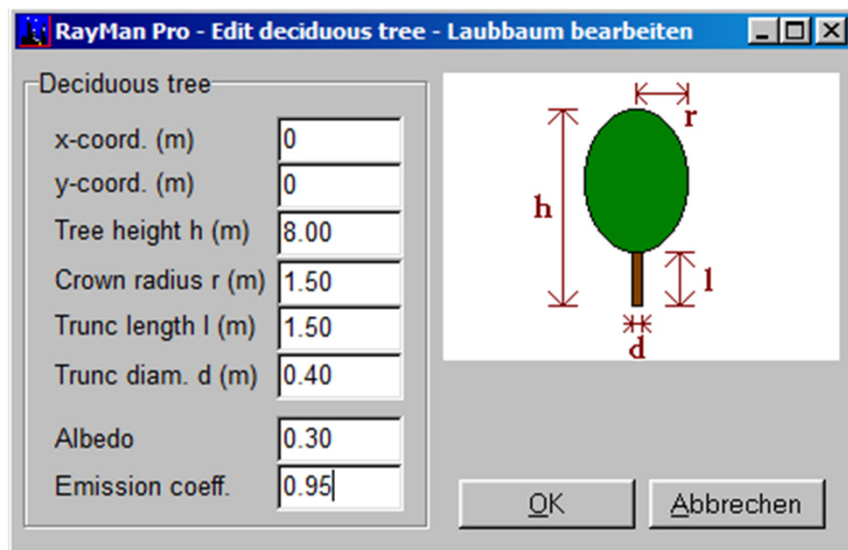 RayMan Pro - Edit deciduous tree - Laubbaum bearbeiten
Deciduous tree
x-coord. (m) 0
y-coord. (m) 0
Tree height h (m) 8.00
Crown radius r (m) 1.50
Trunc length l (m) 1.50
Trunc diam. d (m) 0.40
Albedo 0.30
Emission coeff. 0.95
r
h
l
d
OK
Abbrechen